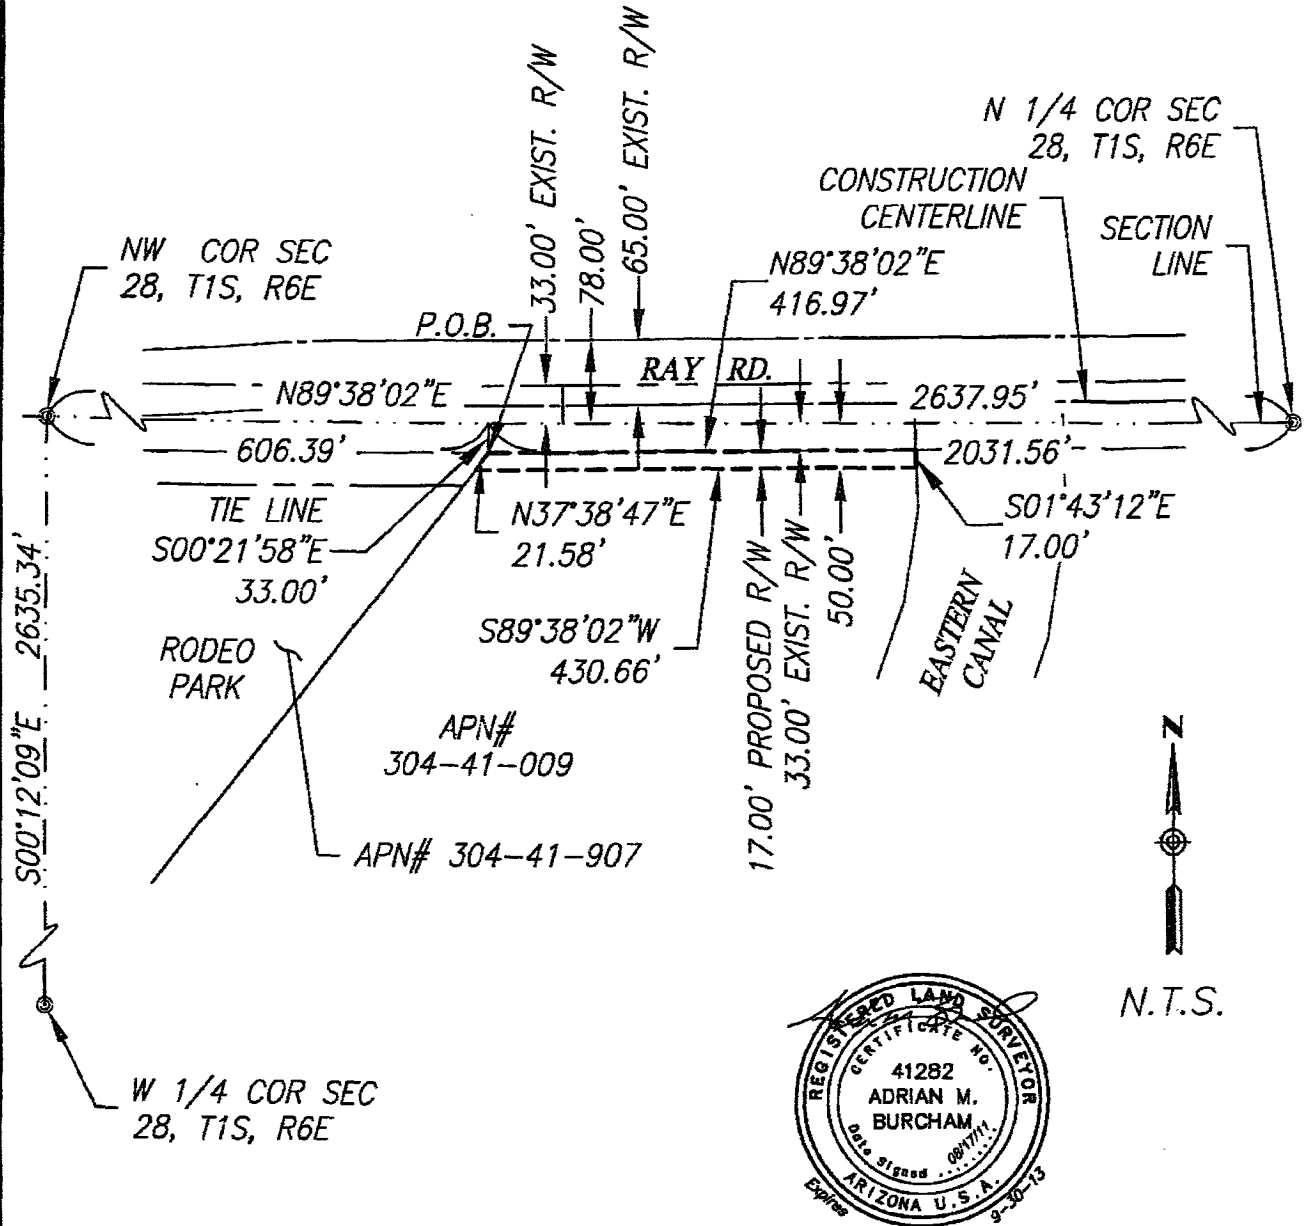 33.00' EXIST. R/W
78.00'
65.00' EXIST. R/W
N 1/4 COR SEC
28, T1S, R6E
CONSTRUCTION
CENTERLINE
SECTION
LINE
NW COR SEC
28, T1S, R6E
N89°38'02"E
416.97'
P.O.B.
RAY RD.
N89°38'02"E
2637.95'
606.39'
2031.56'
TIE LINE
S00°21'58"E
33.00'
N37°38'47"E
21.58'
S01°43'12"E
17.00'
S89°38'02"W
430.66'
17.00' PROPOSED R/W
33.00' EXIST. R/W
50.00'
EASTERN
CANAL
S00°12'09"E 2635.34'
RODEO
PARK
APN#
304-41-009
APN# 304-41-907
N
N.T.S.
W 1/4 COR SEC
28, T1S, R6E
REGISTERED LAND SURVEYOR
CERTIFICATE NO.
41282
ADRIAN M.
BURCHAM
Date Signed 08/17/11
ARIZONA U.S.A.
Expires 9-30-13